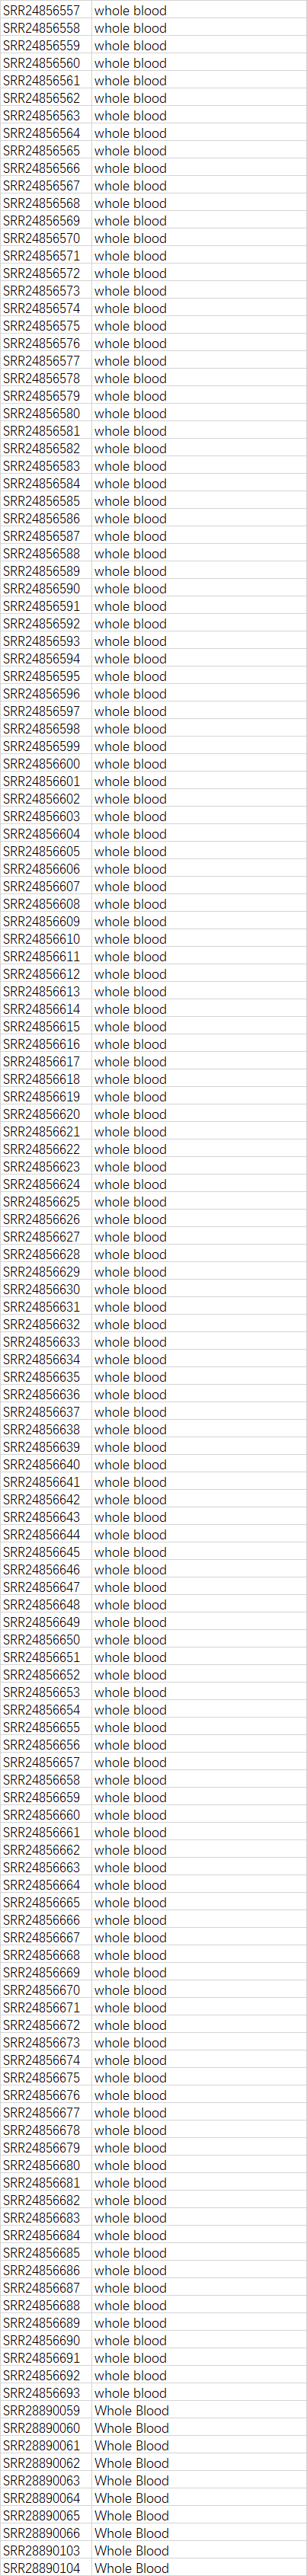 SRR24856557 whole blood
SRR24856558 whole blood
SRR24856559 whole blood
SRR24856560 whole blood
SRR24856561 whole blood
SRR24856562 whole blood
SRR24856563 whole blood
SRR24856564 whole blood
SRR24856565 whole blood
SRR24856566 whole blood
SRR24856567 whole blood
SRR24856568 whole blood
SRR24856569 whole blood
SRR24856570 whole blood
SRR24856571 whole blood
SRR24856572 whole blood
SRR24856573 whole blood
SRR24856574 whole blood
SRR24856575 whole blood
SRR24856576 whole blood
SRR24856577 whole blood
SRR24856578 whole blood
SRR24856579 whole blood
SRR24856580 whole blood
SRR24856581 whole blood
SRR24856582 whole blood
SRR24856583 whole blood
SRR24856584 whole blood
SRR24856585 whole blood
SRR24856586 whole blood
SRR24856587 whole blood
SRR24856588 whole blood
SRR24856589 whole blood
SRR24856590 whole blood
SRR24856591 whole blood
SRR24856592 whole blood
SRR24856593 whole blood
SRR24856594 whole blood
SRR24856595 whole blood
SRR24856596 whole blood
SRR24856597 whole blood
SRR24856598 whole blood
SRR24856599 whole blood
SRR24856600 whole blood
SRR24856601 whole blood
SRR24856602 whole blood
SRR24856603 whole blood
SRR24856604 whole blood
SRR24856605 whole blood
SRR24856606 whole blood
SRR24856607 whole blood
SRR24856608 whole blood
SRR24856609 whole blood
SRR24856610 whole blood
SRR24856611 whole blood
SRR24856612 whole blood
SRR24856613 whole blood
SRR24856614 whole blood
SRR24856615 whole blood
SRR24856616 whole blood
SRR24856617 whole blood
SRR24856618 whole blood
SRR24856619 whole blood
SRR24856620 whole blood
SRR24856621 whole blood
SRR24856622 whole blood
SRR24856623 whole blood
SRR24856624 whole blood
SRR24856625 whole blood
SRR24856626 whole blood
SRR24856627 whole blood
SRR24856628 whole blood
SRR24856629 whole blood
SRR24856630 whole blood
SRR24856631 whole blood
SRR24856632 whole blood
SRR24856633 whole blood
SRR24856634 whole blood
SRR24856635 whole blood
SRR24856636 whole blood
SRR24856637 whole blood
SRR24856638 whole blood
SRR24856639 whole blood
SRR24856640 whole blood
SRR24856641 whole blood
SRR24856642 whole blood
SRR24856643 whole blood
SRR24856644 whole blood
SRR24856645 whole blood
SRR24856646 whole blood
SRR24856647 whole blood
SRR24856648 whole blood
SRR24856649 whole blood
SRR24856650 whole blood
SRR24856651 whole blood
SRR24856652 whole blood
SRR24856653 whole blood
SRR24856654 whole blood
SRR24856655 whole blood
SRR24856656 whole blood
SRR24856657 whole blood
SRR24856658 whole blood
SRR24856659 whole blood
SRR24856660 whole blood
SRR24856661 whole blood
SRR24856662 whole blood
SRR24856663 whole blood
SRR24856664 whole blood
SRR24856665 whole blood
SRR24856666 whole blood
SRR24856667 whole blood
SRR24856668 whole blood
SRR24856669 whole blood
SRR24856670 whole blood
SRR24856671 whole blood
SRR24856672 whole blood
SRR24856673 whole blood
SRR24856674 whole blood
SRR24856675 whole blood
SRR24856676 whole blood
SRR24856677 whole blood
SRR24856678 whole blood
SRR24856679 whole blood
SRR24856680 whole blood
SRR24856681 whole blood
SRR24856682 whole blood
SRR24856683 whole blood
SRR24856684 whole blood
SRR24856685 whole blood
SRR24856686 whole blood
SRR24856687 whole blood
SRR24856688 whole blood
SRR24856689 whole blood
SRR24856690 whole blood
SRR24856691 whole blood
SRR24856692 whole blood
SRR24856693 whole blood
SRR28890059 Whole Blood
SRR28890060 Whole Blood
SRR28890061 Whole Blood
SRR28890062 Whole Blood
SRR28890063 Whole Blood
SRR28890064 Whole Blood
SRR28890065 Whole Blood
SRR28890066 Whole Blood
SRR28890103 Whole Blood
SRR28890104 Whole Blood